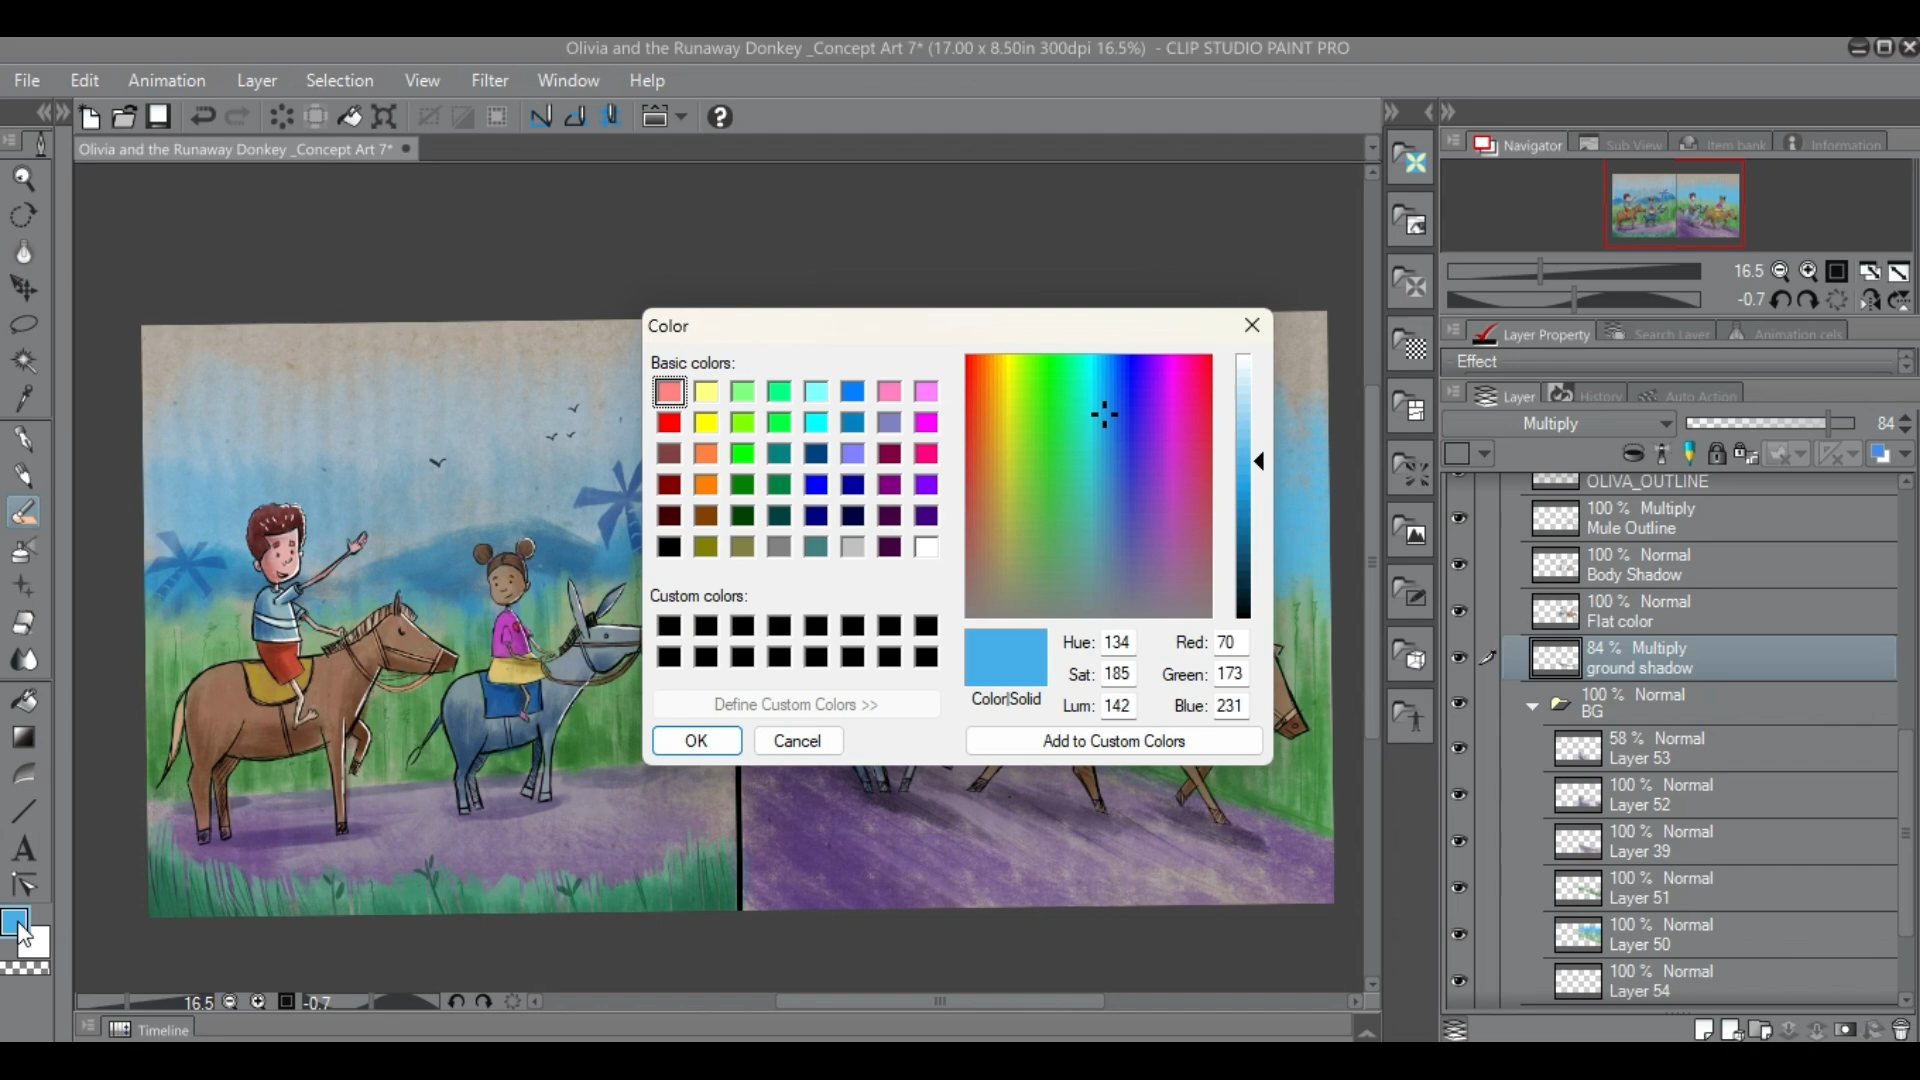 Olivia and the Runaway Donkey _Concept Art 7* (17.00 x 8.50in 300dpi 16.5%) - CLIP STUDIO PAINT PRO
File Edit Animation Layer Selection View Filter Window Help
Olivia and the Runaway Donkey _Concept Art 7*
Navigator Sub View Item bank Information
16.5
-0.7
Layer Property Search Layer Animation cels
Effect
Layer History Auto Action
Multiply 84
OLIVA_OUTLINE
100 % Multiply
Mule Outline
100 % Normal
Body Shadow
100 % Normal
Flat color
84 % Multiply
ground shadow
100 % Normal
BG
58 % Normal
Layer 53
100 % Normal
Layer 52
100 % Normal
Layer 39
100 % Normal
Layer 51
100 % Normal
Layer 50
100 % Normal
Layer 54
Color
Basic colors:
Custom colors:
Define Custom Colors >>
OK Cancel
Color|Solid
Hue: 134 Red: 70
Sat: 185 Green: 173
Lum: 142 Blue: 231
Add to Custom Colors
A
16.5 -0.7
Timeline